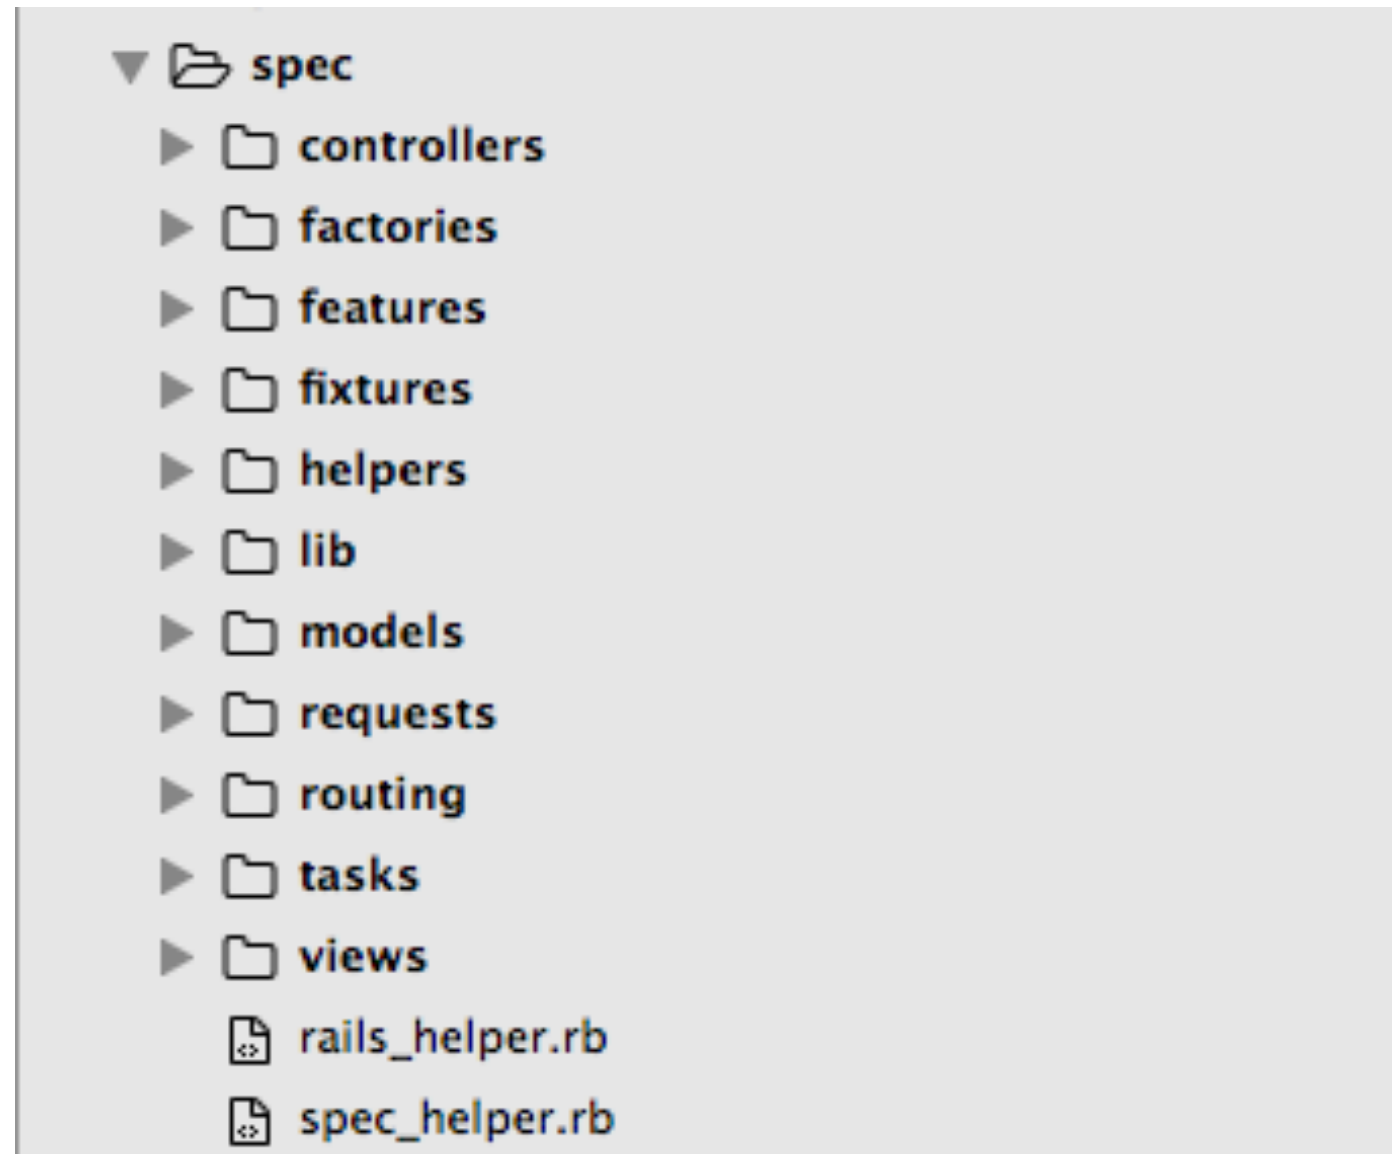 spec
controllers
factories
features
fixtures
helpers
lib
models
requests
routing
tasks
views
rails_helper.rb
spec_helper.rb